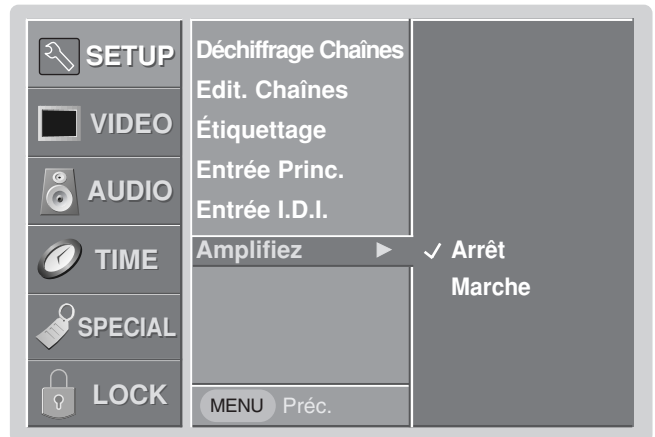 SETUP
VIDEO
AUDIO
TIME
SPECIAL
LOCK
Déchiffrage Chaînes
Edit. Chaînes
Étiquettage
Entrée Princ.
Entrée I.D.I.
Amplifiez ►
MENU Préc.
✓ Arrêt
Marche